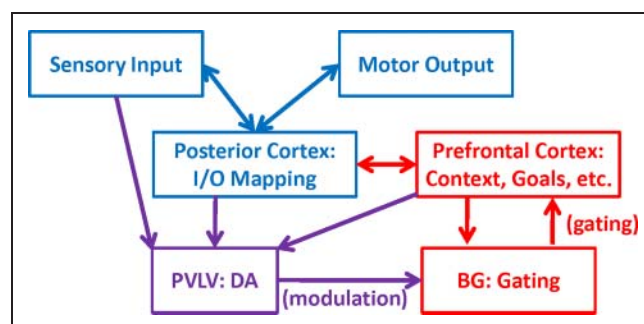 Sensory Input
Motor Output
Posterior Cortex:
I/O Mapping
Prefrontal Cortex:
Context, Goals, etc.
(gating)
PVLV: DA
(modulation)
BG: Gating